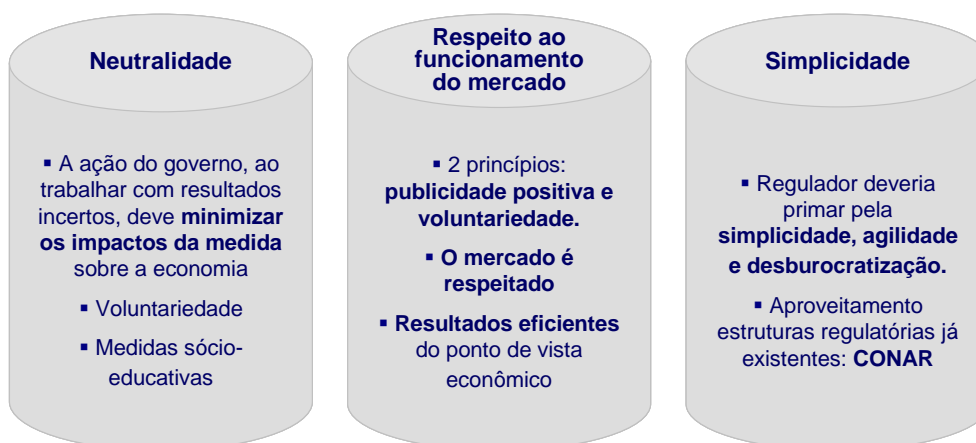 Neutralidade
▪ A ação do governo, ao
trabalhar com resultados
incertos, deve minimizar
os impactos da medida
sobre a economia
▪ Voluntariedade
▪ Medidas sócio-
educativas
Respeito ao
funcionamento
do mercado
▪ 2 princípios:
publicidade positiva e
voluntariedade.
▪ O mercado é
respeitado
▪ Resultados eficientes
do ponto de vista
econômico
Simplicidade
▪ Regulador deveria
primar pela
simplicidade, agilidade
e desburocratização.
▪ Aproveitamento
estruturas regulatórias já
existentes: CONAR